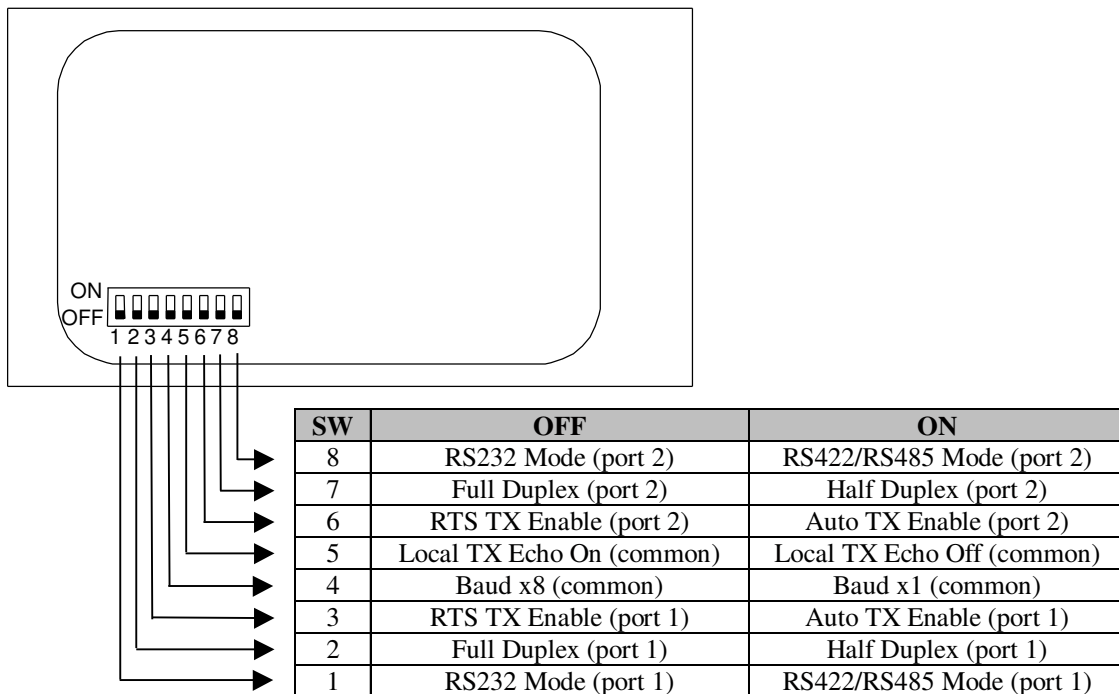 ON
OFF
1 2 3 4 5 6 7 8
SW OFF ON
8 RS232 Mode (port 2) RS422/RS485 Mode (port 2)
7 Full Duplex (port 2) Half Duplex (port 2)
6 RTS TX Enable (port 2) Auto TX Enable (port 2)
5 Local TX Echo On (common) Local TX Echo Off (common)
4 Baud x8 (common) Baud x1 (common)
3 RTS TX Enable (port 1) Auto TX Enable (port 1)
2 Full Duplex (port 1) Half Duplex (port 1)
1 RS232 Mode (port 1) RS422/RS485 Mode (port 1)